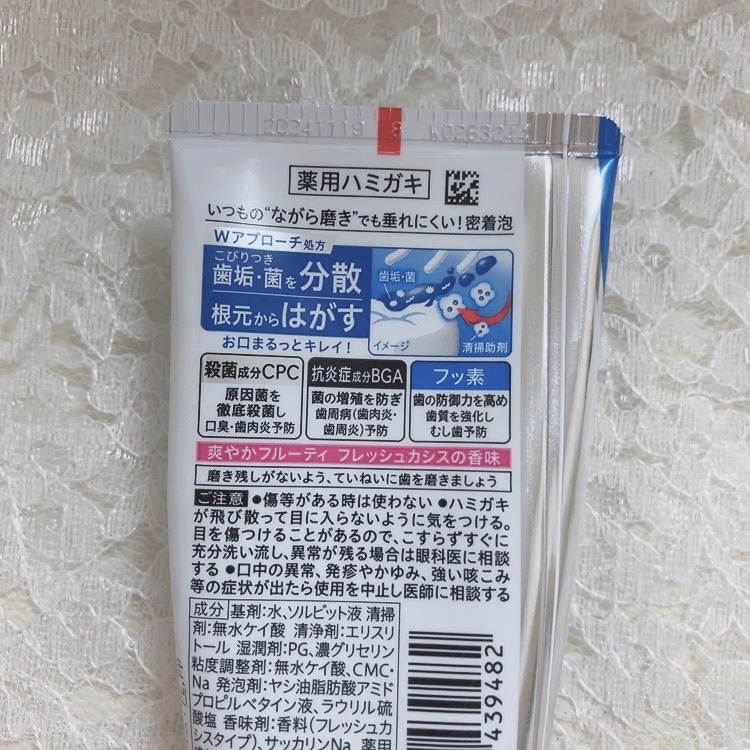 20241119 8
薬用ハミガキ
いつもの"ながら磨き"でも垂れにくい!密着泡
Wアプローチ処方
こびりつき
歯垢・菌を分散
根元からはがす
お口まるっとキレイ!
歯垢・菌
イメージ
清掃助剤
殺菌成分CPC
原因菌を
徹底殺菌し
口臭・歯肉炎予防
抗炎症成分BGA
菌の増殖を防ぎ
歯周病(歯肉炎・
歯周炎)予防
フッ素
歯の防御力を高め
歯質を強化し
むし歯予防
爽やかフルーティ フレッシュカシスの香味
磨き残しがないよう、ていねいに歯を磨きましょう
ご注意 ●傷等がある時は使わない ●ハミガキ
が飛び散って目に入らないように気をつける。
目を傷つけることがあるので、こすらずすぐに
充分洗い流し、異常が残る場合は眼科医に相談
する ●口中の異常、発疹やかゆみ、強い咳こみ
等の症状が出たら使用を中止し医師に相談する
成分 基剤:水、ソルビット液 清掃
剤:無水ケイ酸 清浄剤:エリスリ
トール 湿潤剤:PG、濃グリセリン
粘度調整剤:無水ケイ酸、CMC・
Na 発泡剤:ヤシ油脂肪酸アミド
プロピルベタイン液、ラウリル硫
酸塩 香味剤:香料(フレッシュカ
シスタイプ)、サッカリンNa 薬用
439482